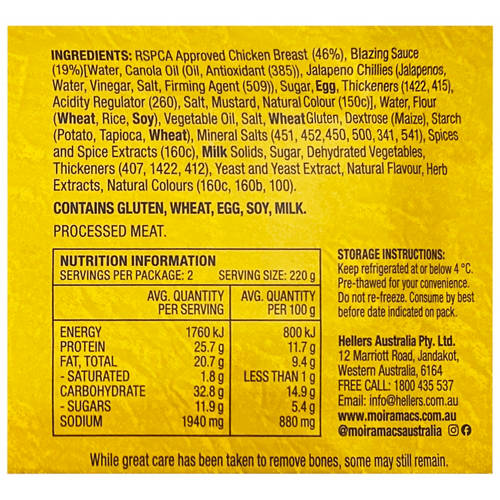 INGREDIENTS: RSPCA Approved Chicken Breast (46%), Blazing Sauce
(19%)[Water, Canola Oil (Oil, Antioxidant (385)), Jalapeno Chillies (Jalapenos,
Water, Vinegar, Salt, Firming Agent (509)), Sugar, Egg, Thickeners (1422, 415),
Acidity Regulator (260), Salt, Mustard, Natural Colour (150c)], Water, Flour
(Wheat, Rice, Soy), Vegetable Oil, Salt, Wheat Gluten, Dextrose (Maize), Starch
(Potato, Tapioca, Wheat), Mineral Salts (451, 452, 450, 500, 341, 541), Spices
and Spice Extracts (160c), Milk Solids, Sugar, Dehydrated Vegetables,
Thickeners (407, 1422, 412), Yeast and Yeast Extract, Natural Flavour, Herb
Extracts, Natural Colours (160c, 160b, 100).
CONTAINS GLUTEN, WHEAT, EGG, SOY, MILK.
PROCESSED MEAT.
NUTRITION INFORMATION
SERVINGS PER PACKAGE: 2 SERVING SIZE: 220 g
AVG. QUANTITY PER SERVING AVG. QUANTITY PER 100 g
ENERGY 1760 kJ 800 kJ
PROTEIN 25.7 g 11.7 g
FAT, TOTAL 20.7 g 9.4 g
- SATURATED 1.8 g LESS THAN 1 g
CARBOHYDRATE 32.8 g 14.9 g
- SUGARS 11.9 g 5.4 g
SODIUM 1940 mg 880 mg
STORAGE INSTRUCTIONS:
Keep refrigerated at or below 4 °C.
Pre-thawed for your convenience.
Do not re-freeze. Consume by best
before date indicated on pack.
Hellers Australia Pty. Ltd.
12 Marriott Road, Jandakot,
Western Australia, 6164
FREE CALL: 1800 435 537
Email: info@hellers.com.au
www.moiramacs.com.au
@moiramacsaustralia
While great care has been taken to remove bones, some may still remain.